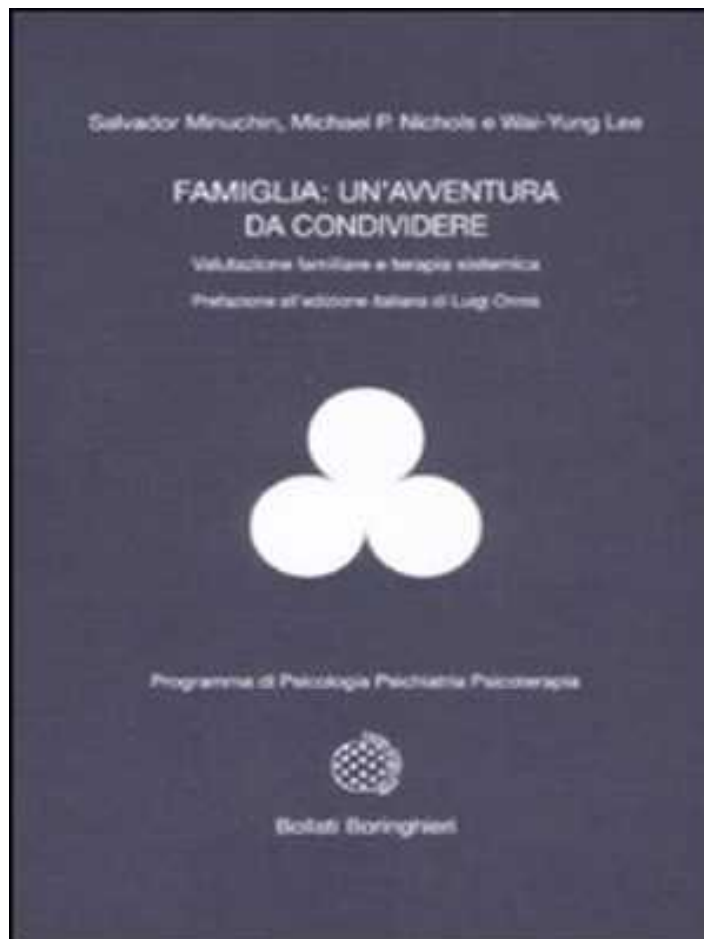 Salvador Minuchin, Michael P. Nichols e Wai-Yung Lee
FAMIGLIA: UN'AVVENTURA
DA CONDIVIDERE
Valutazione familiare e terapia sistemica
Prefazione all'edizione italiana di Luigi Onnis
Programma di Psicologia Psichiatria Psicoterapia
Bollati Boringhieri